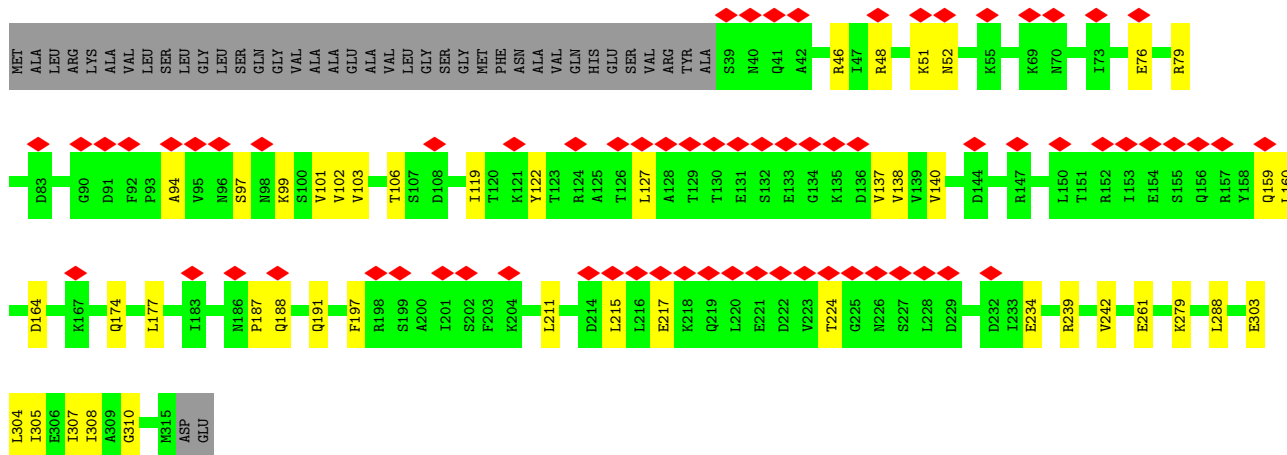 MET ALA LEU ARG LYS ALA VAL LEU SER LEU GLY LEU SER GLN GLY VAL ALA ALA GLU ALA VAL LEU GLY SER GLY MET PHE ASN ALA VAL GLN HIS GLU SER VAL ARG TYR ALA S39 N40 Q41 A42 R46 I47 R48 K51 N52 K55 K69 N70 I73 E76 R79
D83 G90 D91 F92 P93 A94 V95 N96 S97 N98 K99 S100 V101 V102 V103 T106 S107 D108 I119 T120 K121 Y122 T123 R124 A125 T126 L127 A128 T129 T130 E131 S132 E133 G134 K135 D136 V137 V138 V139 V140 D144 R147 L150 T151 R152 I153 E154 S155 Q156 R157 Y158 Q159 L160
D164 K167 Q174 L177 I183 N186 P187 Q188 Q191 F197 R198 S199 A200 I201 S202 F203 K204 L211 D214 L215 L216 E217 K218 Q219 L220 E221 D222 V223 T224 G225 N226 S227 L228 D229 D232 I233 E234 R239 V242 E261 K279 L288 E303
L304 I305 E306 I307 I308 A309 G310 M315 ASP GLU